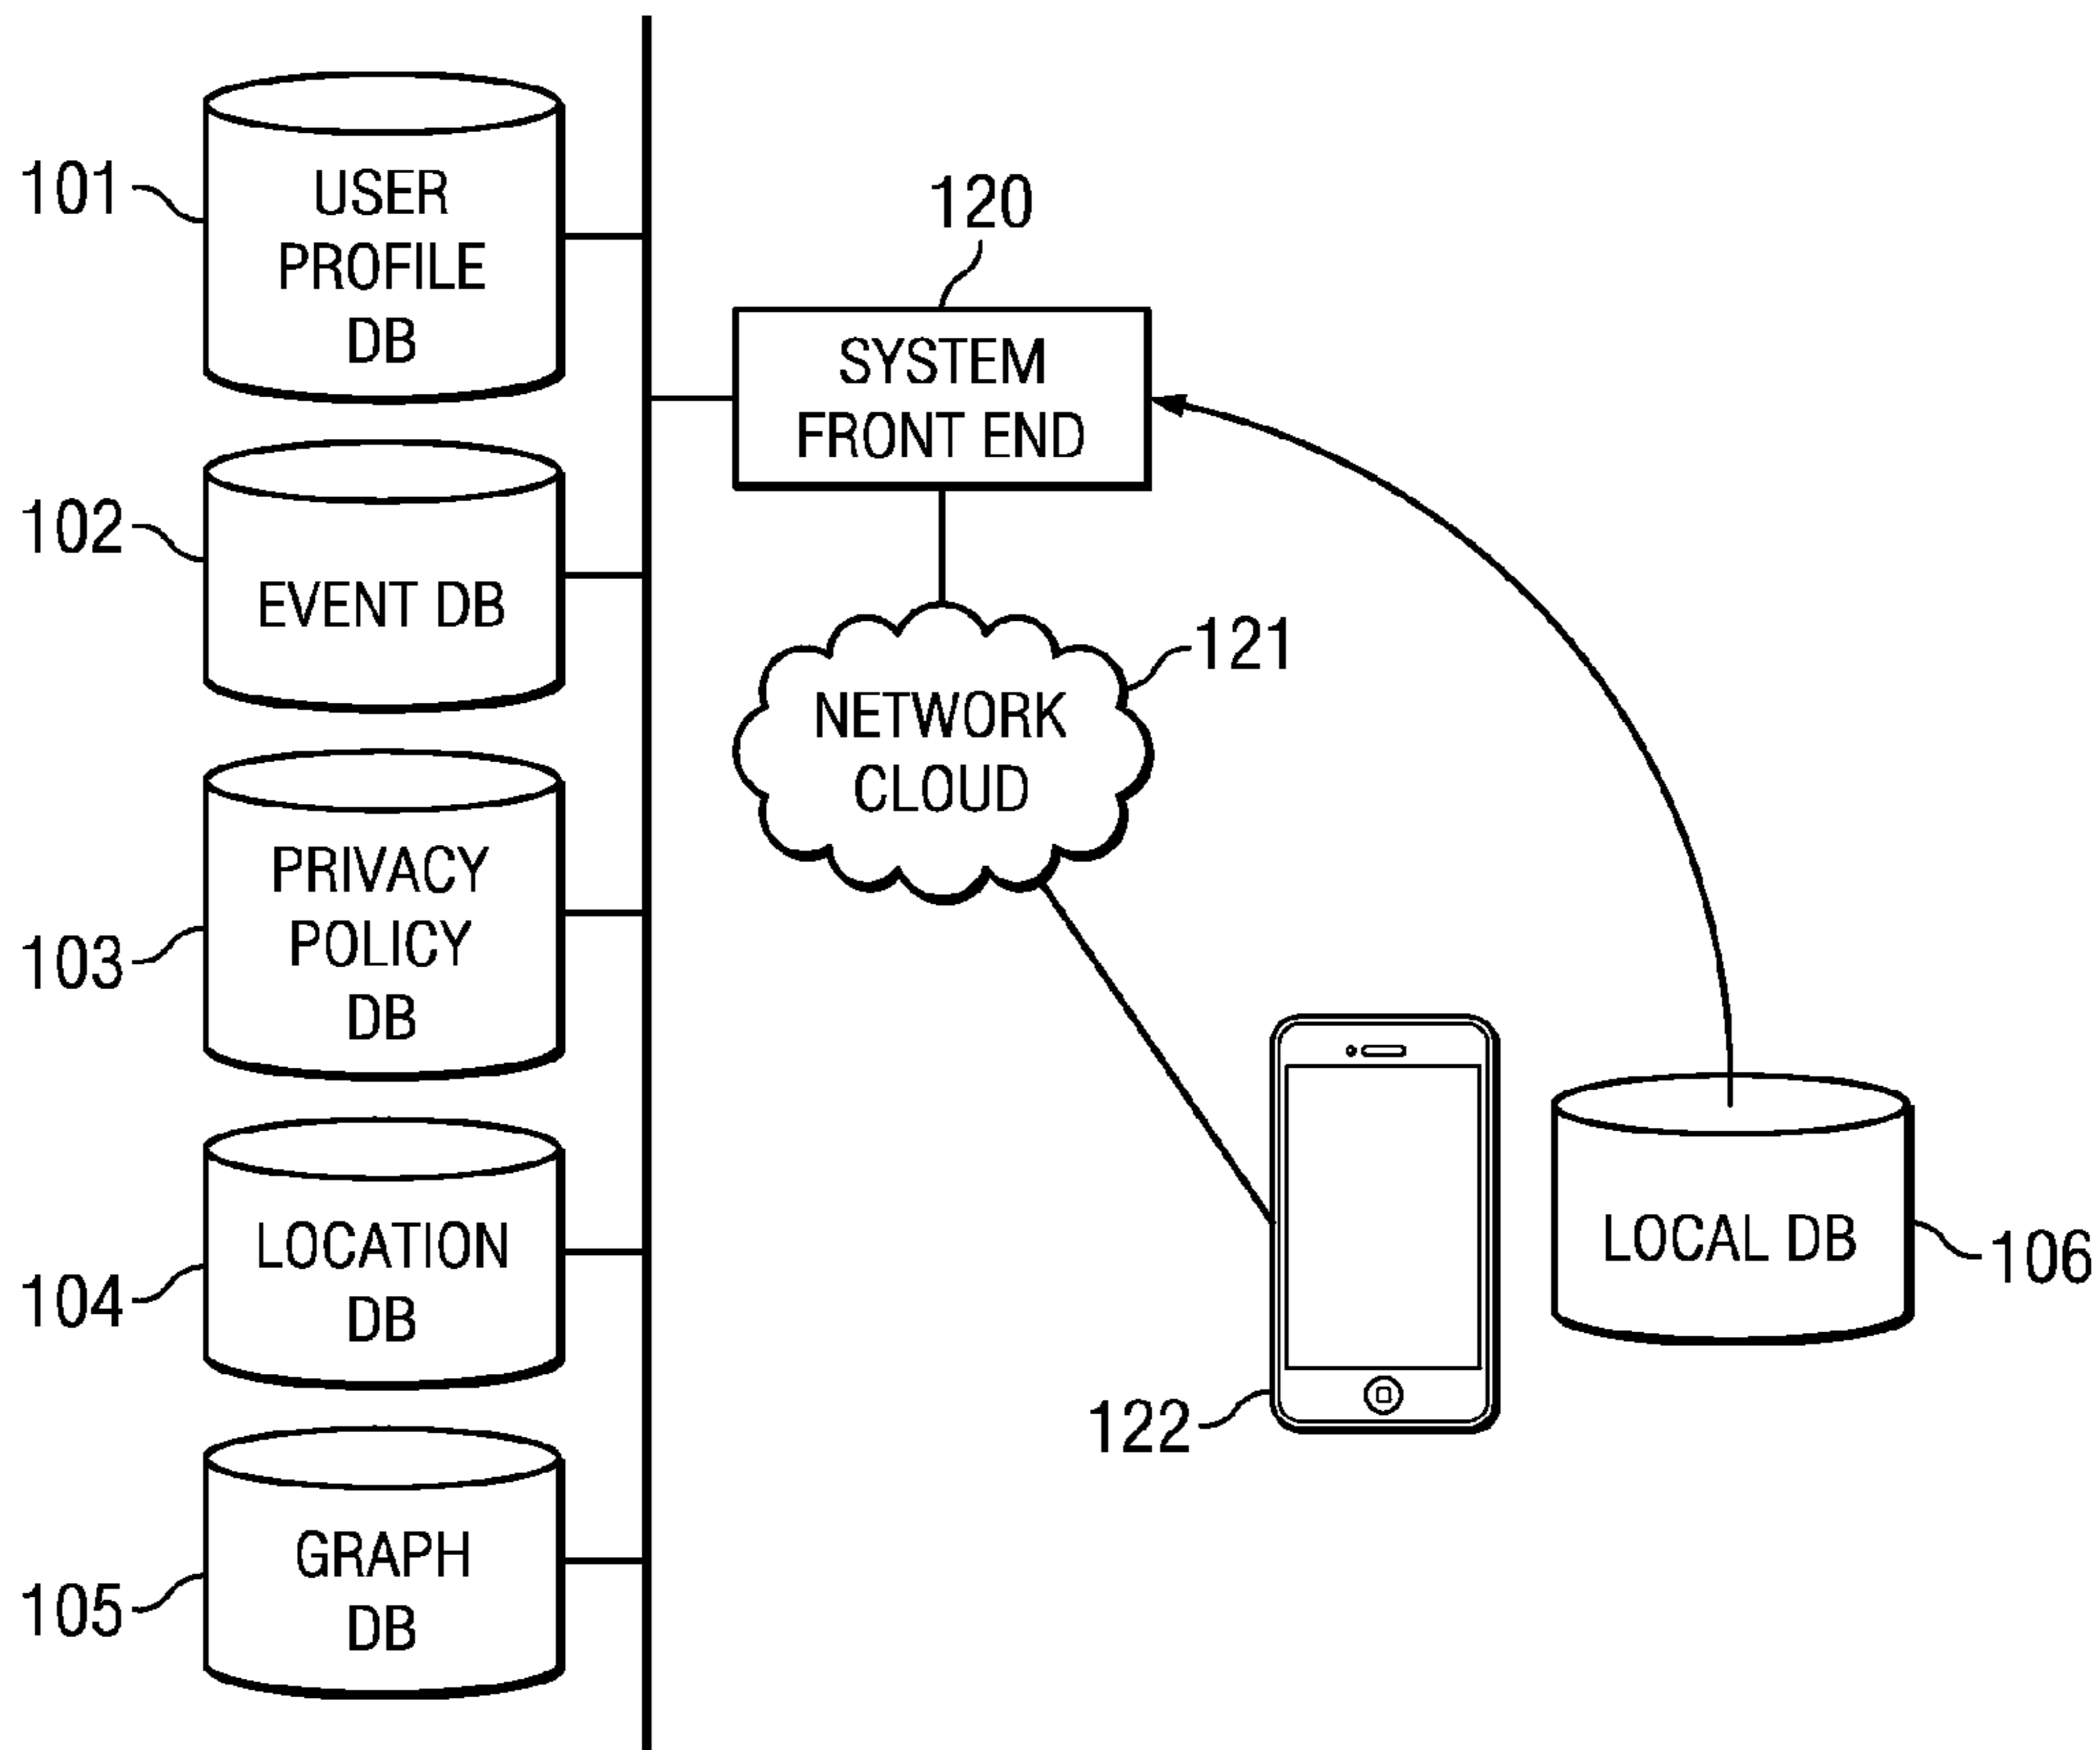 101
USER
PROFILE
DB
102
EVENT DB
103
PRIVACY
POLICY
DB
104
LOCATION
DB
105
GRAPH
DB
120
SYSTEM
FRONT END
121
NETWORK
CLOUD
122
LOCAL DB
106